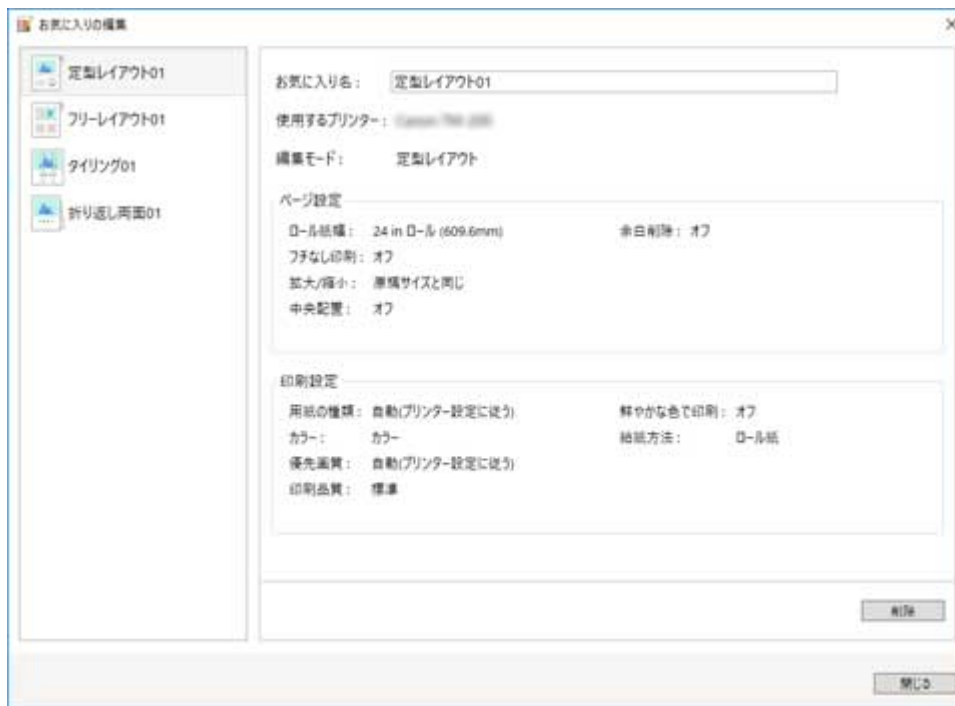 お気に入りの編集
定型レイアウト01
フリーレイアウト01
タイリング01
折り返し両面01
お気に入り名： 定型レイアウト01
使用するプリンター：
編集モード： 定型レイアウト
ページ設定
ロール紙幅： 24 in ロール (609.6mm) 余白削除： オフ
フチなし印刷： オフ
拡大/縮小： 原稿サイズと同じ
中央配置： オフ
印刷設定
用紙の種類： 自動(プリンター設定に従う) 鮮やかな色で印刷： オフ
カラー： カラー 給紙方法： ロール紙
優先画質： 自動(プリンター設定に従う)
印刷品質： 標準
削除
閉じる